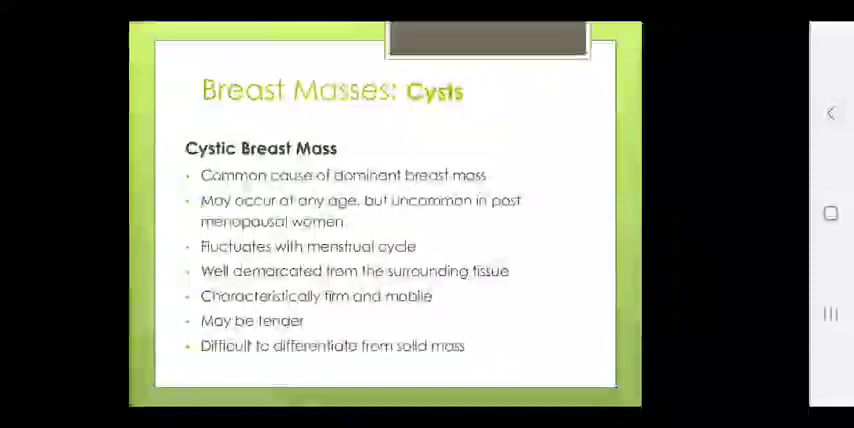 Breast Masses: Cysts
Cystic Breast Mass
• Common cause of dominant breast mass
• May occur at any age, but uncommon in post
menopausal women
• Fluctuates with menstrual cycle
• Well demarcated from the surrounding tissue
• Characteristically firm and mobile
• May be tender
• Difficult to differentiate from solid mass